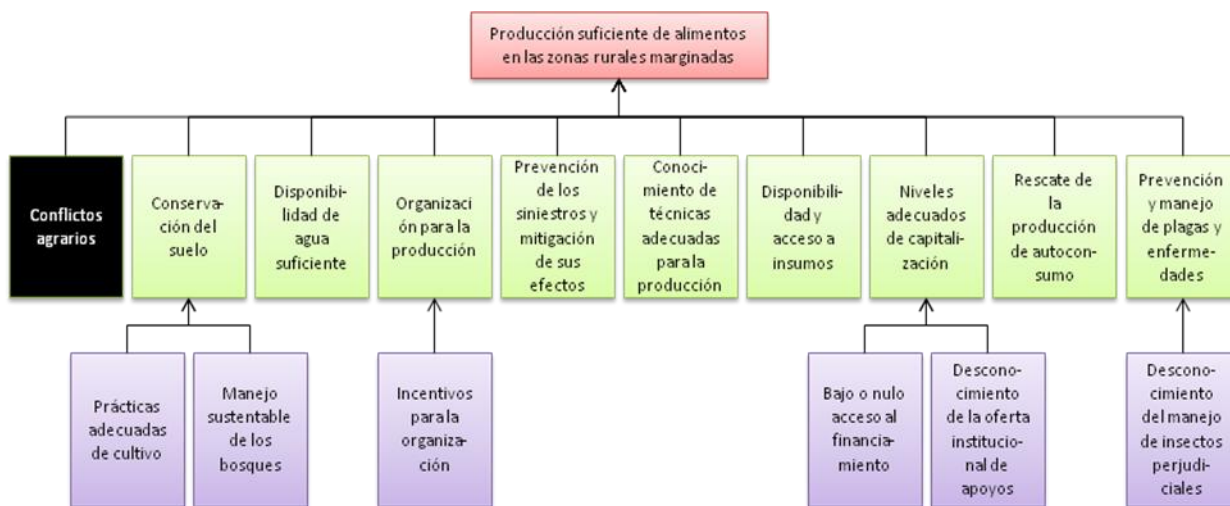 Producción suficiente de alimentos
en las zonas rurales marginadas
Conflictos
agrarios
Conserva-
ción del
suelo
Disponibi-
lidad de
agua
suficiente
Organizaci
ón para la
producción
Prevención
de los
siniestros y
mitigación
de sus
efectos
Conoci-
miento de
técnicas
adecuadas
para la
producción
Disponibili-
dad y
acceso a
insumos
Niveles
adecuados
de capitali-
zación
Rescate de
la
producción
de autocon-
sumo
Prevención
y manejo
de plagas y
enferme-
dades
Prácticas
adecuadas
de cultivo
Manejo
sustentable
de los
bosques
Incentivos
para la
organiza-
ción
Bajo o nulo
acceso al
financia-
miento
Descono-
cimiento
de la oferta
institucio-
nal de
apoyos
Descono-
cimiento
del manejo
de insectos
perjudi-
ciales